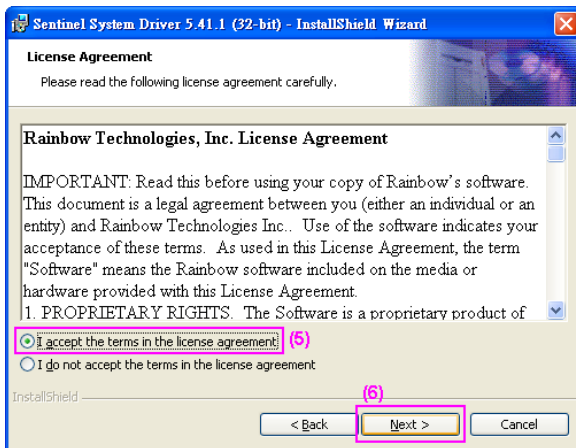 Sentinel System Driver 5.41.1 (32-bit) - InstallShield Wizard
License Agreement
Please read the following license agreement carefully.
Rainbow Technologies, Inc. License Agreement
IMPORTANT: Read this before using your copy of Rainbow's software.
This document is a legal agreement between you (either an individual or an
entity) and Rainbow Technologies Inc.. Use of the software indicates your
acceptance of these terms. As used in this License Agreement, the term
"Software" means the Rainbow software included on the media or
hardware provided with this License Agreement.
1. PROPRIETARY RIGHTS. The Software is a proprietary product of
I accept the terms in the license agreement (5)
I do not accept the terms in the license agreement
InstallShield
(6)
< Back Next > Cancel